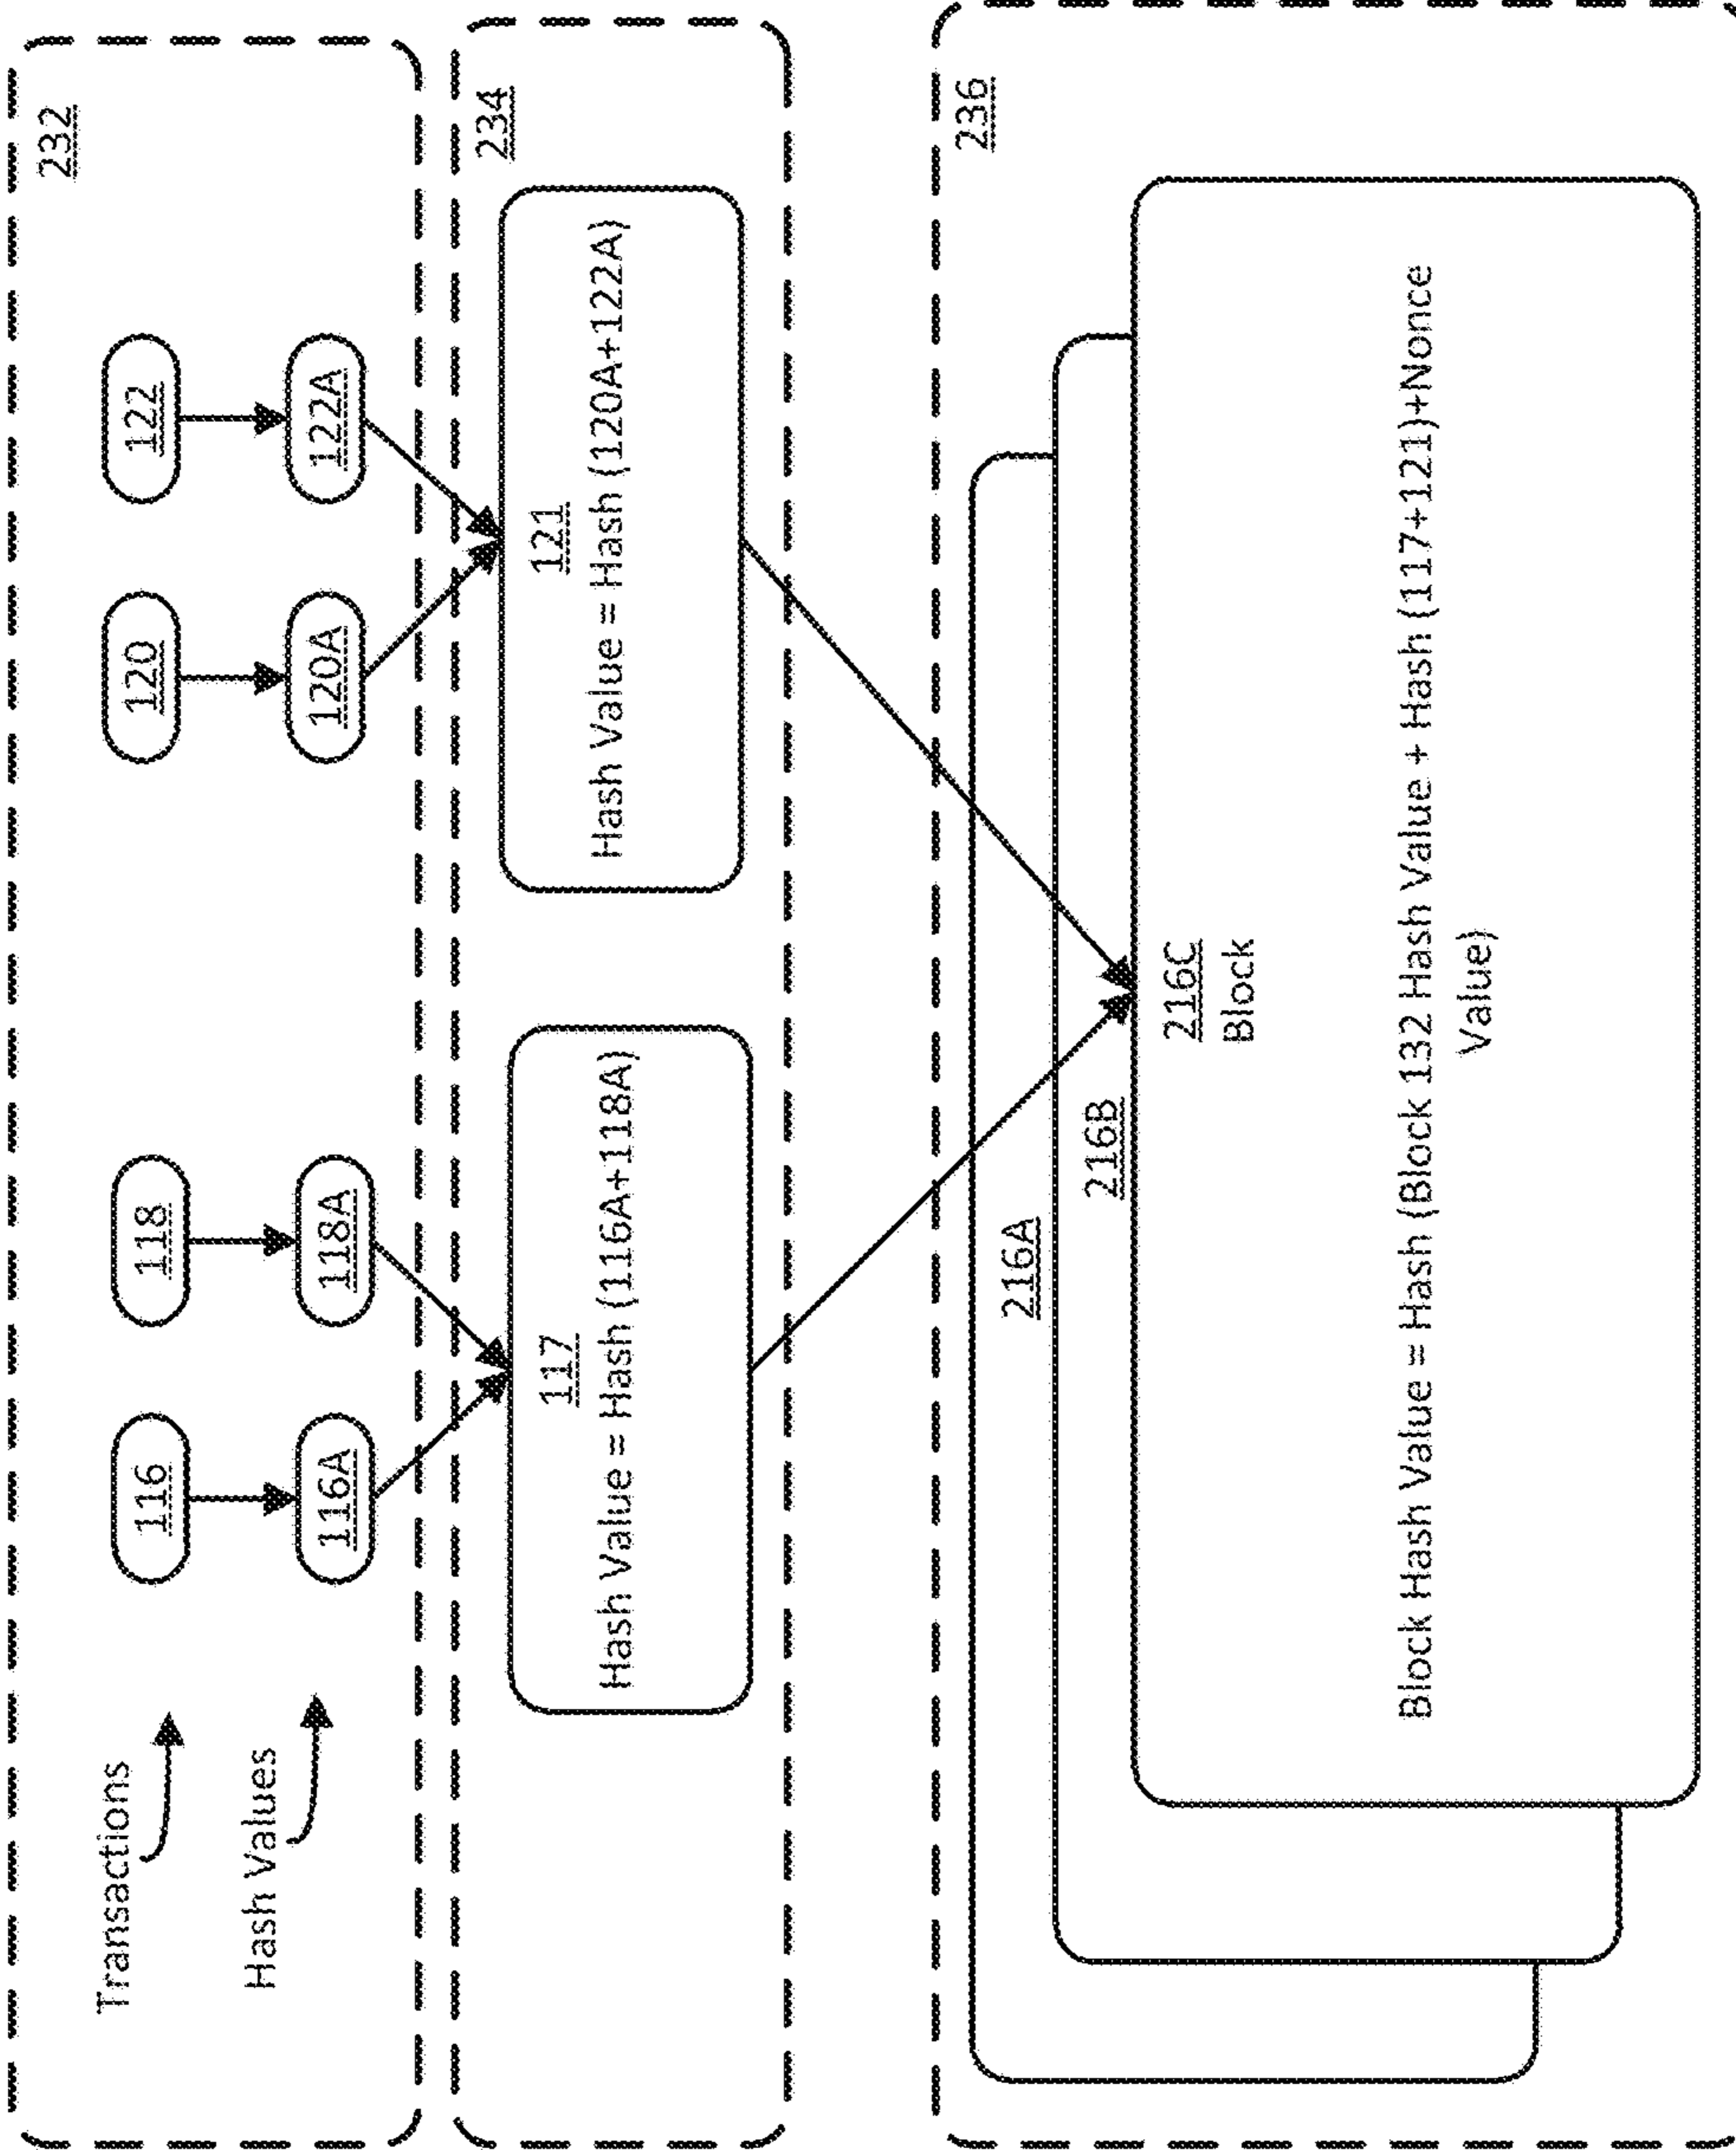 232
Transactions
116
118
120
122
Hash Values
116A
118A
120A
122A
234
117
Hash Value = Hash (116A+118A)
121
Hash Value = Hash (120A+122A)
236
216A
216B
216C
Block
Block Hash Value = Hash (Block 132 Hash Value + Hash (117+121)+Nonce
Value)